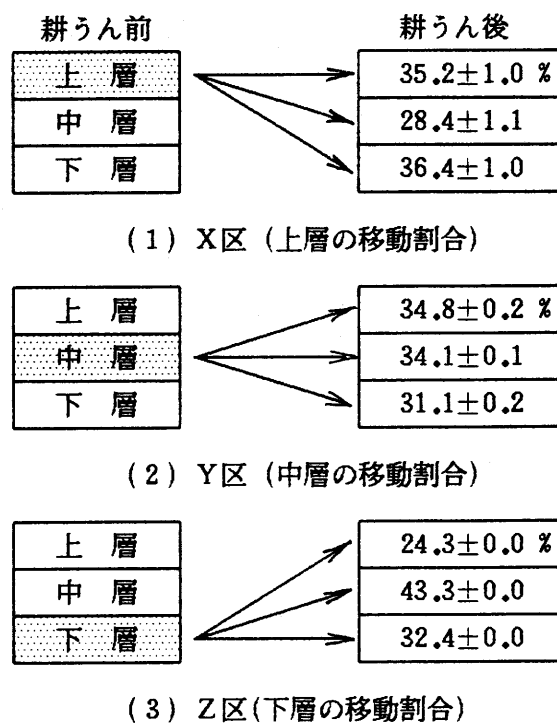 耕うん前 耕うん後
上 層 35.2±1.0 %
中 層 28.4±1.1
下 層 36.4±1.0
(1) X区 (上層の移動割合)
上 層 34.8±0.2 %
中 層 34.1±0.1
下 層 31.1±0.2
(2) Y区 (中層の移動割合)
上 層 24.3±0.0 %
中 層 43.3±0.0
下 層 32.4±0.0
(3) Z区(下層の移動割合)